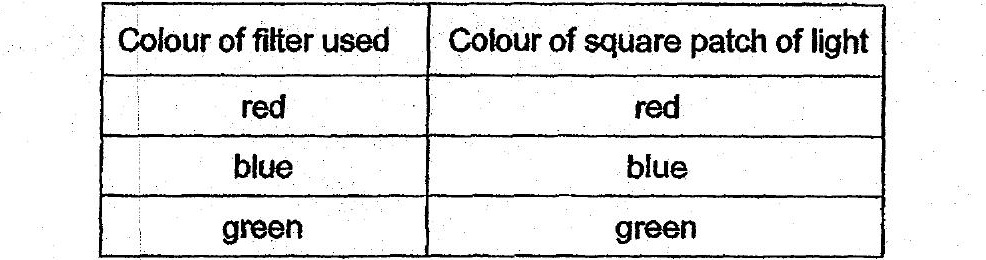 Colour of filter used Colour of square patch of light
red red
blue blue
green green